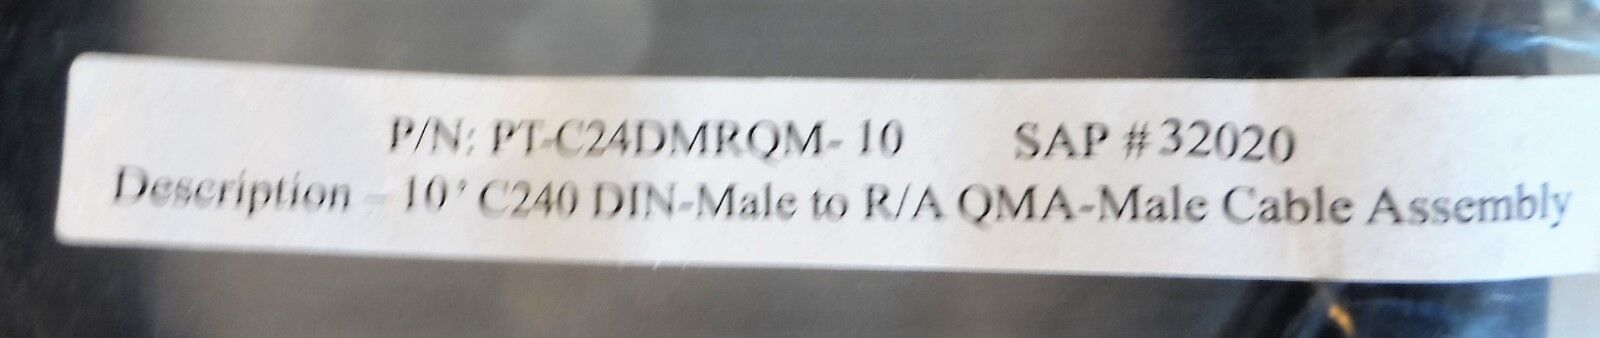 P/N: PT-C24DMRQM- 10 SAP #32020
Description - 10' C240 DIN-Male to R/A QMA-Male Cable Assembly